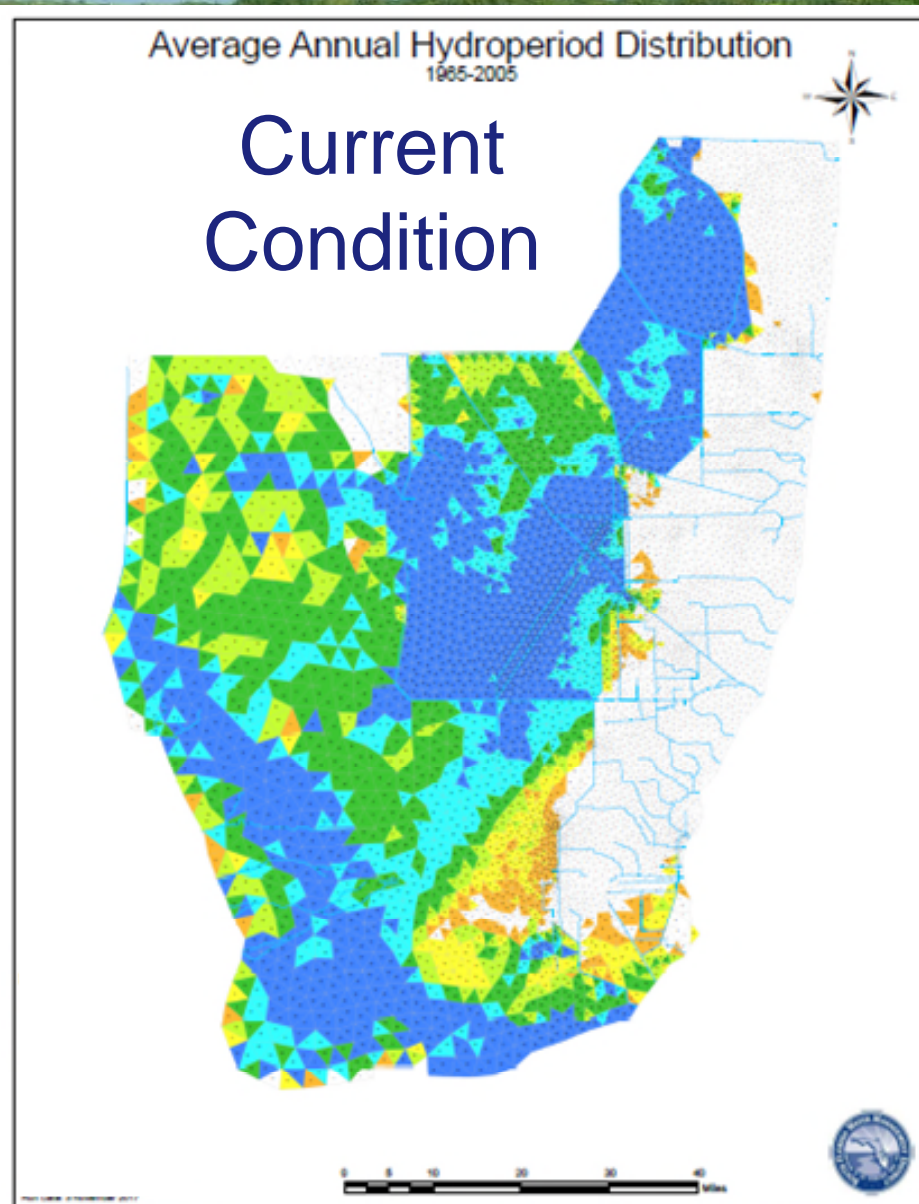 Average Annual Hydroperiod Distribution
1965-2005
Current
Condition
N
0 5 10 20 30 40
Miles